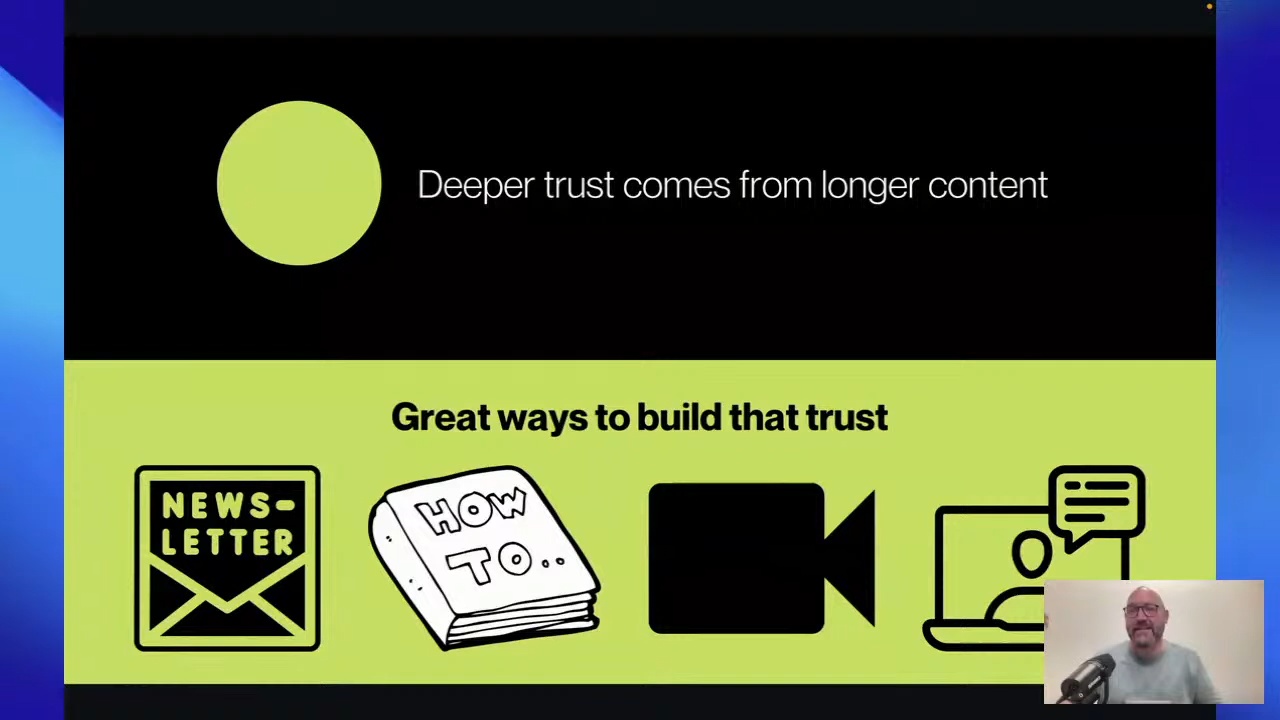 Deeper trust comes from longer content
Great ways to build that trust
NEWS-
LETTER
HOW
TO..